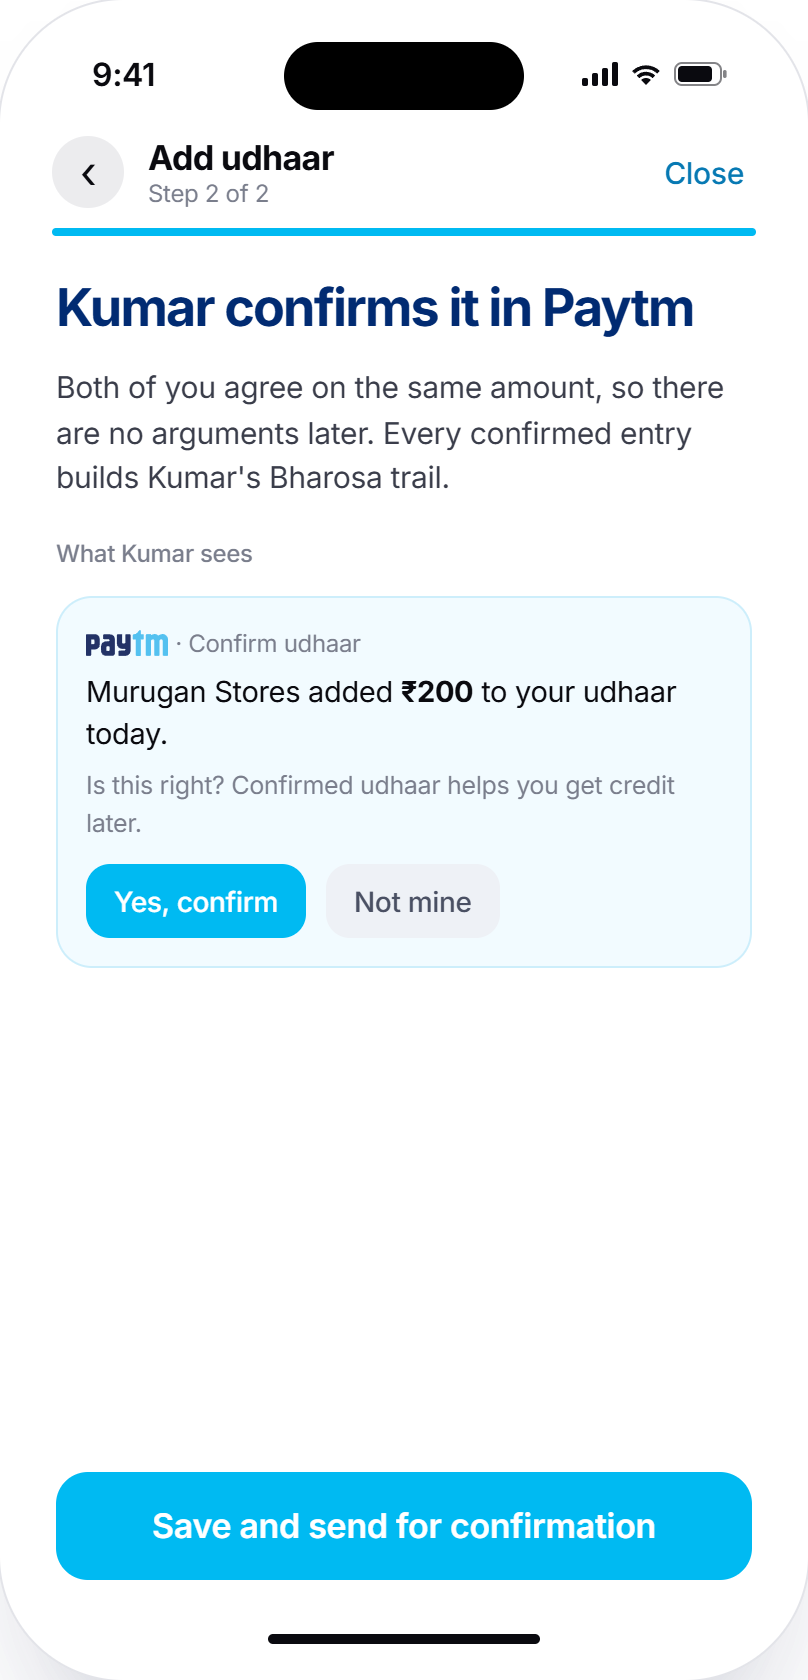 9:41
‹
Add udhaar
Step 2 of 2
Close
Kumar confirms it in Paytm
Both of you agree on the same amount, so there
are no arguments later. Every confirmed entry
builds Kumar's Bharosa trail.
What Kumar sees
paytm · Confirm udhaar
Murugan Stores added ₹200 to your udhaar
today.
Is this right? Confirmed udhaar helps you get credit
later.
Yes, confirm
Not mine
Save and send for confirmation